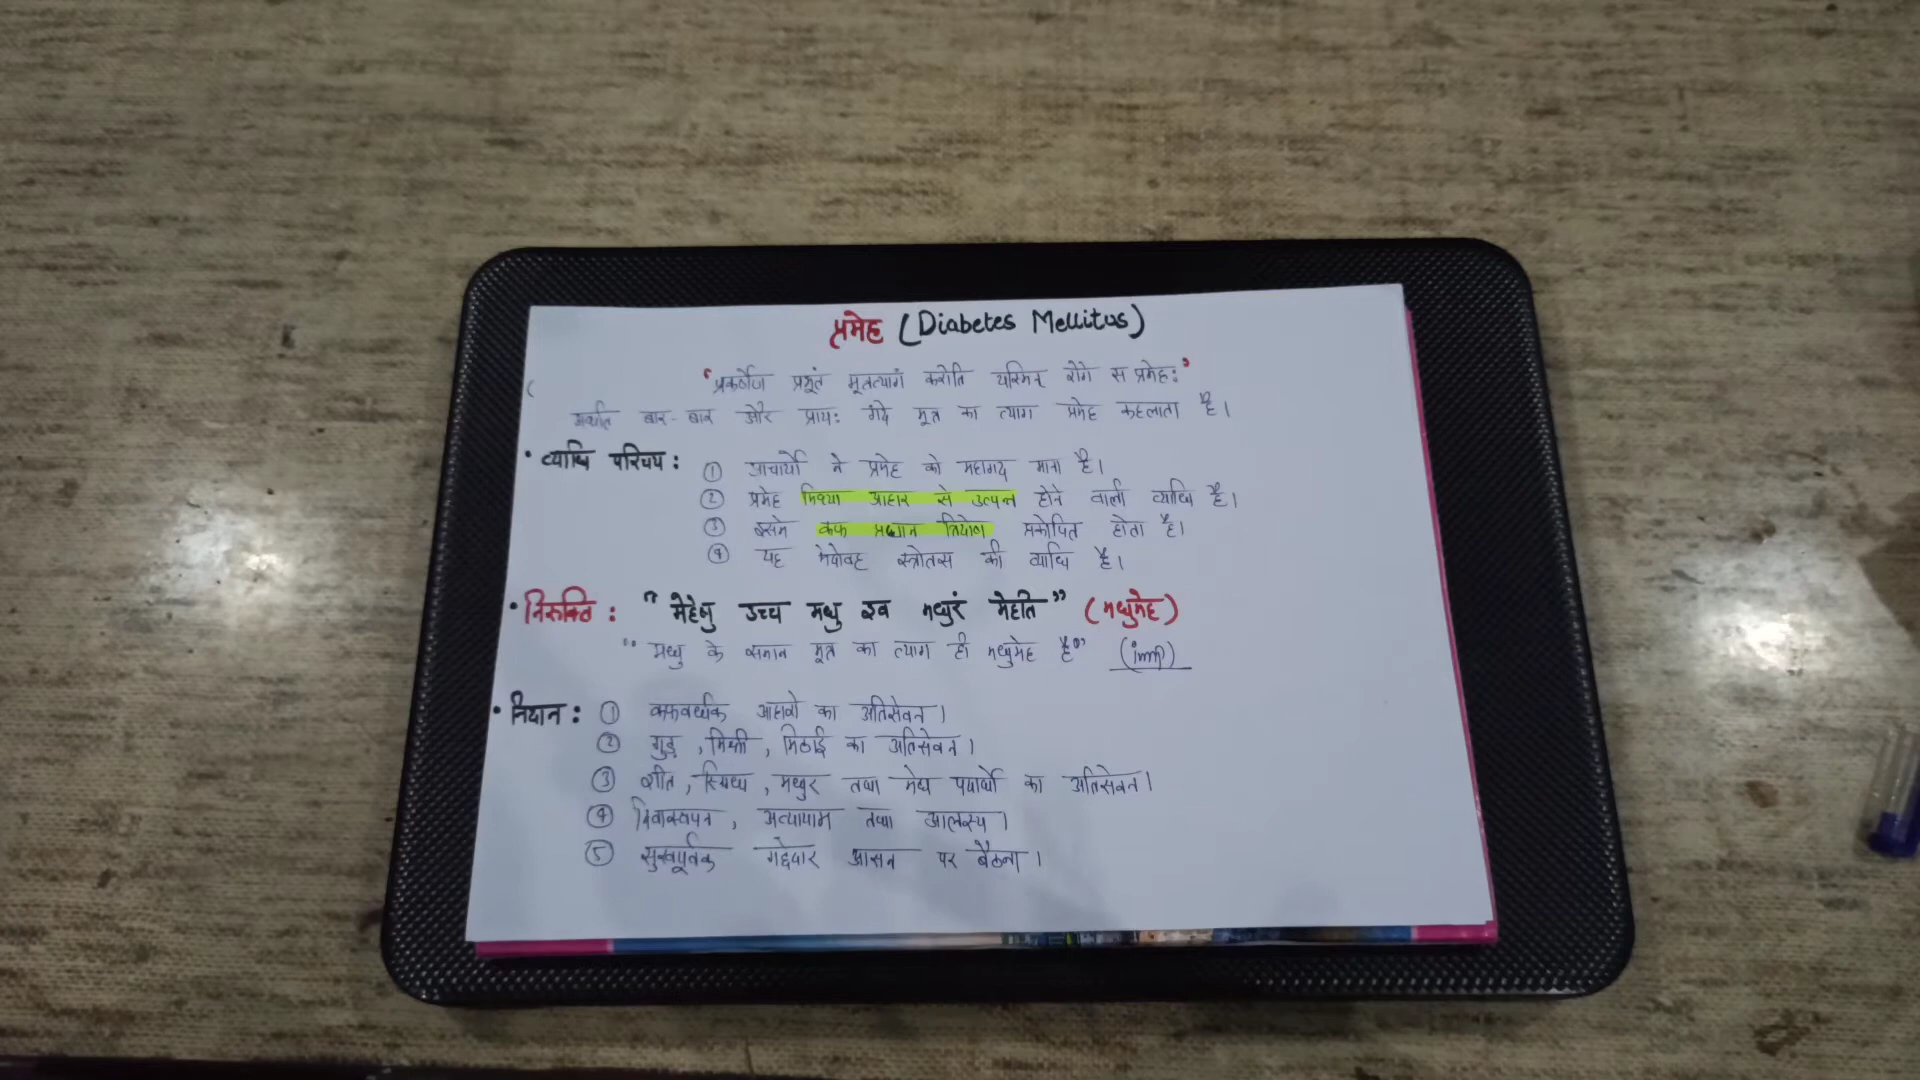 प्रमेह (Diabetes Mellitus)
"प्रकर्षेण प्रभूतं मूत्रत्यागं करोति यस्मिन् रोगे स प्रमेह:"
अर्थात बार-बार और प्राय: गंदे मूत्र का त्याग प्रमेह कहलाता है।
• व्याधि परिचय :
① आचार्यो ने प्रमेह को महागद माना है।
② प्रमेह मिथ्या आहार से उत्पन्न होने वाली व्याधि है।
③ इसमे कफ प्रधान त्रिदोष प्रकोपित होता है।
④ यह मेदोवह स्त्रोतस की व्याधि है।
• निरूक्ति : "मेहेषु उच्च मधु इव मधुरं मेहति" (मधुमेह)
"मधु के समान मूत्र का त्याग ही मधुमेह है" (imp)
• निदान : ① कफवर्धक आहारो का अतिसेवन।
② गुड़, मिश्री, मिठाई का अतिसेवन।
③ शीत, स्निग्ध, मधुर तथा मेध्य पदार्थो का अतिसेवन।
④ दिवास्वपन, अव्यायाम तथा आलस्य।
⑤ सुखपूर्वक गद्देदार आसन पर बैठना।